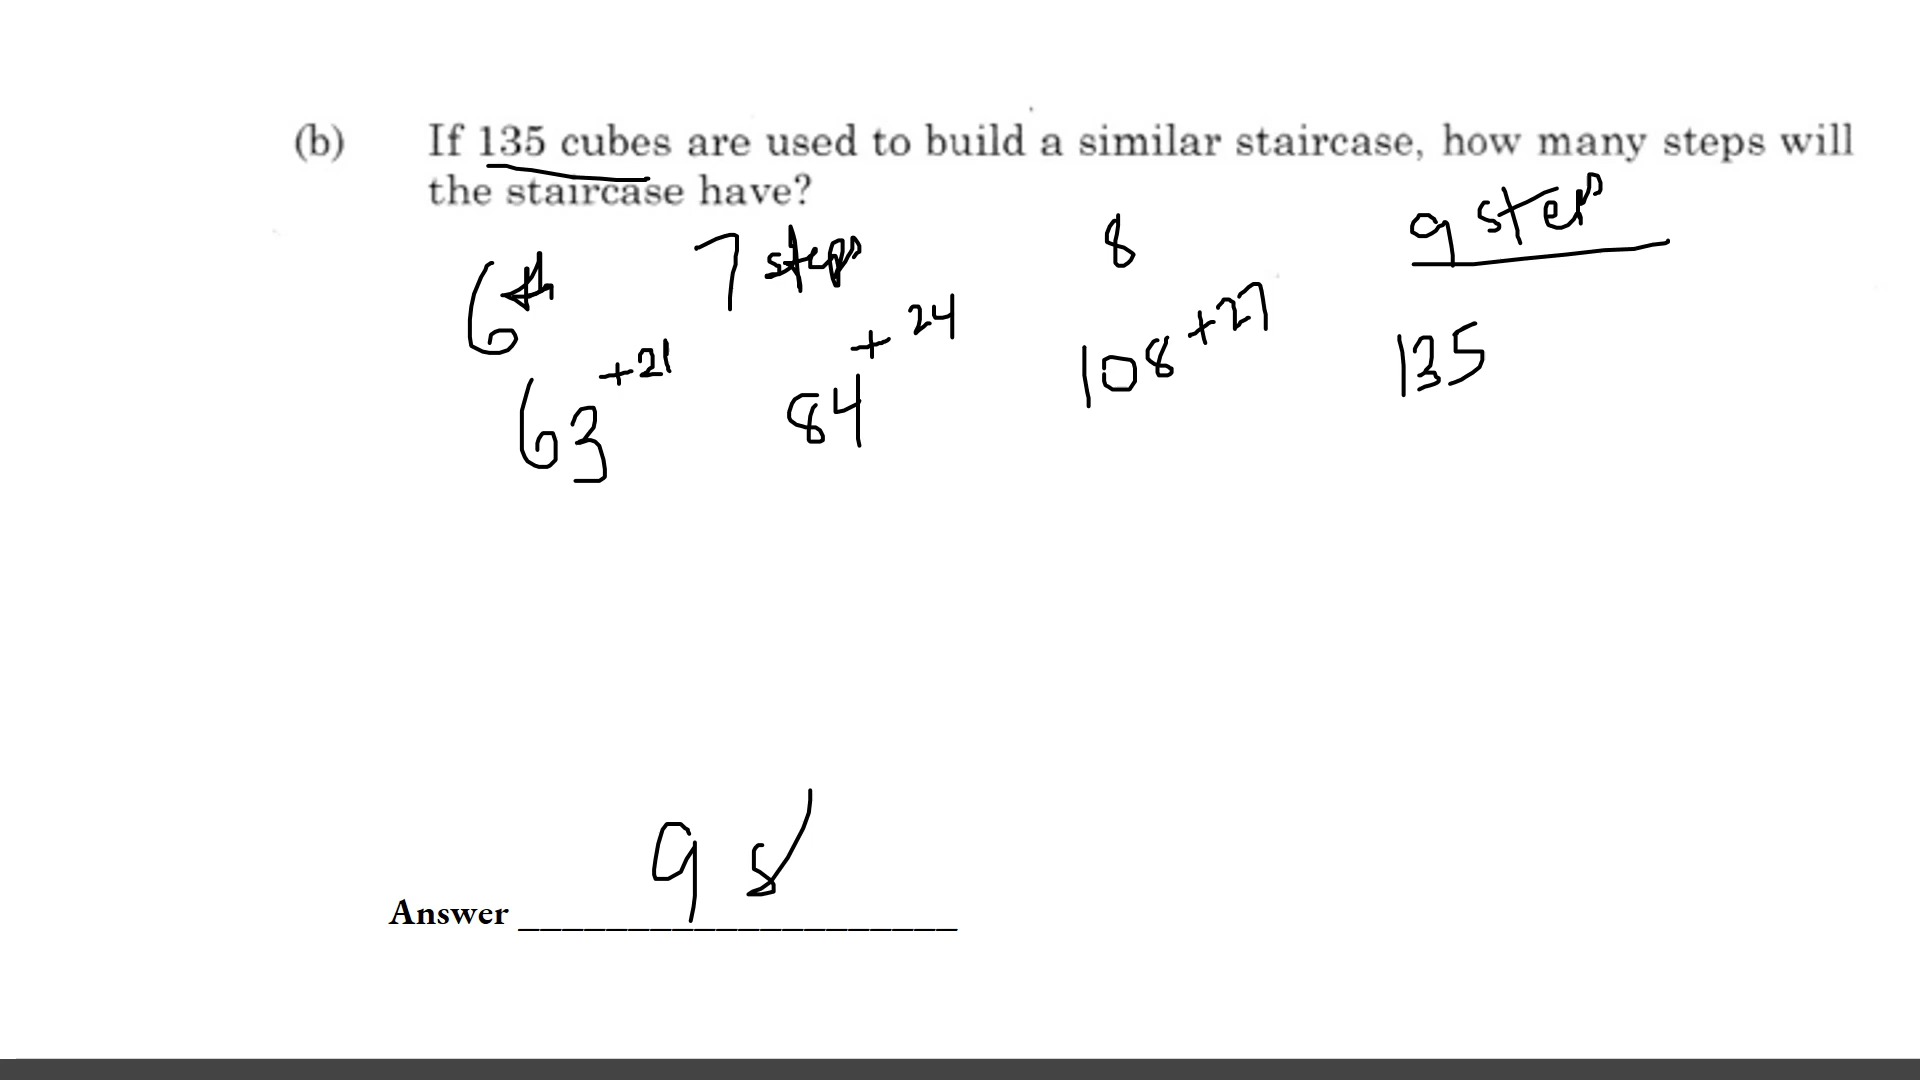 (b) If 135 cubes are used to build a similar staircase, how many steps will
the staircase have?
6th 7 steps 8 9 steps
63 +21 84 + 24 108 +27 135
9 s
Answer ____________________